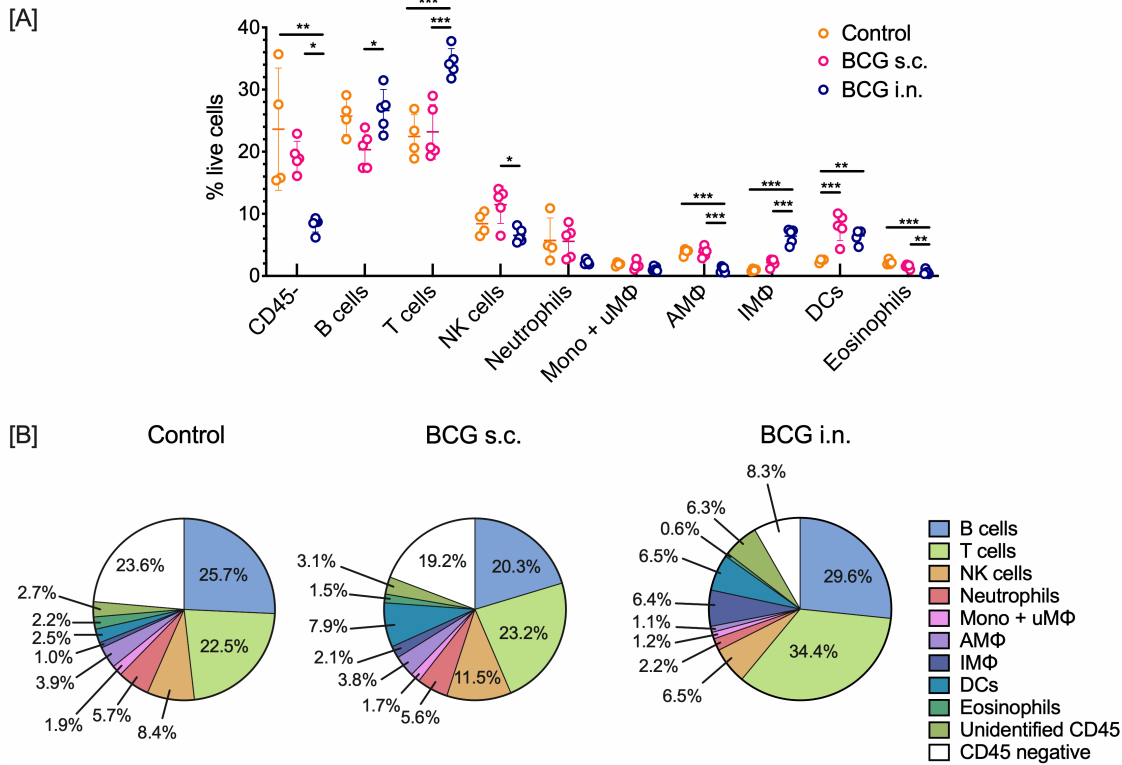 [A]
% live cells
40
30
20
10
0
** * * *** *** * *** *** *** *** *** ** *** **
Control
BCG s.c.
BCG i.n.
CD45-
B cells
T cells
NK cells
Neutrophils
Mono + uMΦ
AMΦ
IMΦ
DCs
Eosinophils
[B]
Control
BCG s.c.
BCG i.n.
25.7%
22.5%
8.4%
5.7%
1.9%
3.9%
1.0%
2.5%
2.2%
2.7%
23.6%
20.3%
23.2%
11.5%
5.6%
1.7%
3.8%
2.1%
7.9%
1.5%
3.1%
19.2%
29.6%
34.4%
6.5%
2.2%
1.2%
1.1%
6.4%
6.5%
0.6%
6.3%
8.3%
B cells
T cells
NK cells
Neutrophils
Mono + uMΦ
AMΦ
IMΦ
DCs
Eosinophils
Unidentified CD45
CD45 negative